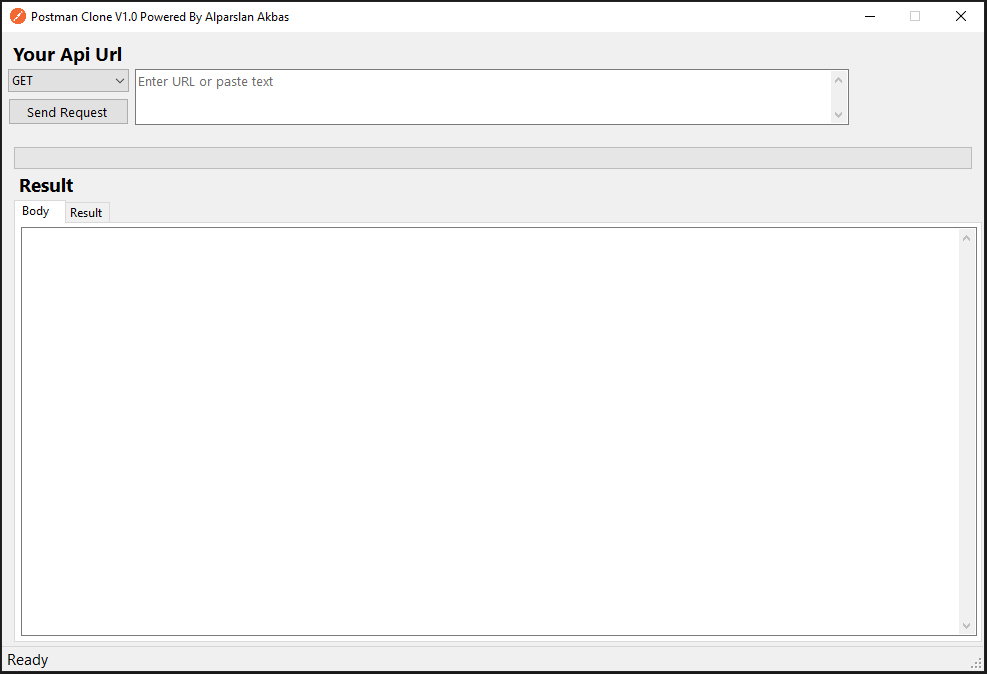 Postman Clone V1.0 Powered By Alparslan Akbas
Your Api Url
GET
Enter URL or paste text
Send Request
Result
Body Result
Ready